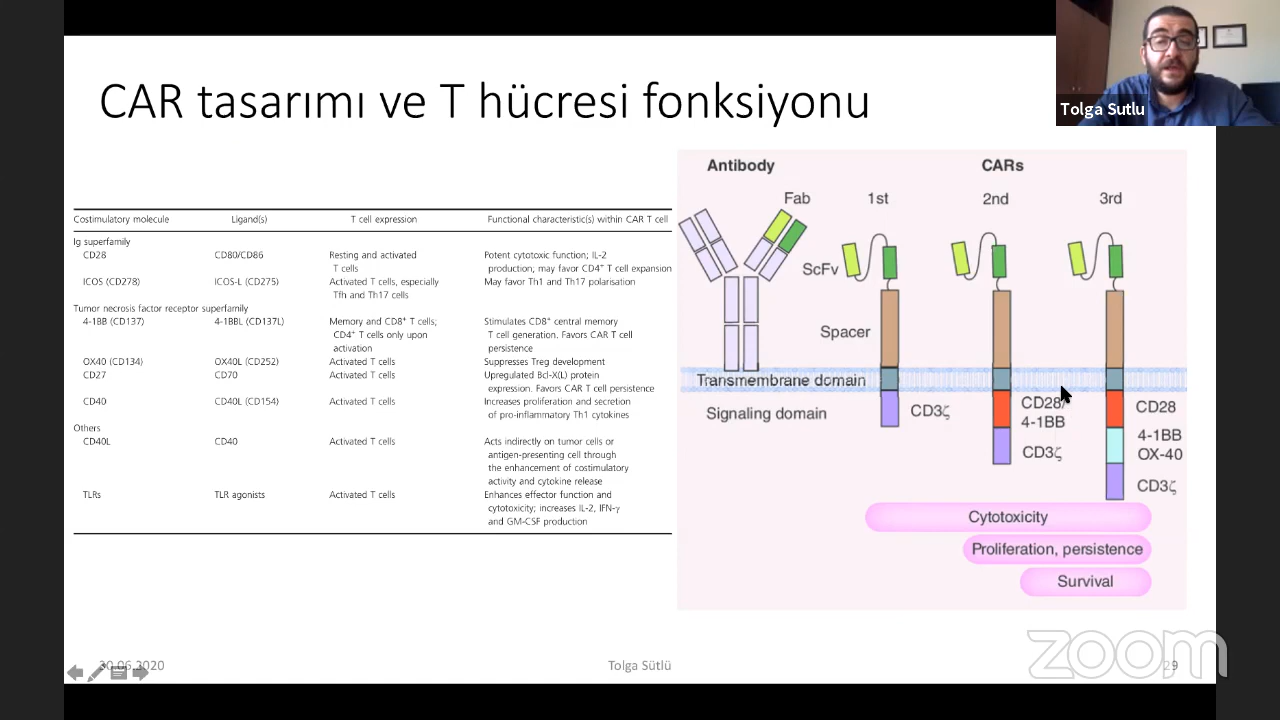 CAR tasarımı ve T hücresi fonksiyonu
Tolga Sutlu
Costimulatory molecule Ligand(s) T cell expression Functional characteristic(s) within CAR T cell
Ig superfamily
CD28 CD80/CD86 Resting and activated Potent cytotoxic function; IL-2
T cells production; may favor CD4⁺ T cell expansion
ICOS (CD278) ICOS-L (CD275) Activated T cells, especially May favor Th1 and Th17 polarisation
Tfh and Th17 cells
Tumor necrosis factor receptor superfamily
4-1BB (CD137) 4-1BBL (CD137L) Memory and CD8⁺ T cells; Stimulates CD8⁺ central memory
CD4⁺ T cells only upon T cell generation. Favors CAR T cell
activation persistence
OX40 (CD134) OX40L (CD252) Activated T cells Suppresses Treg development
CD27 CD70 Activated T cells Upregulated Bcl-X(L) protein
expression. Favors CAR T cell persistence
CD40 CD40L (CD154) Activated T cells Increases proliferation and secretion
of pro-inflammatory Th1 cytokines
Others
CD40L CD40 Activated T cells Acts indirectly on tumor cells or
antigen-presenting cell through
the enhancement of costimulatory
activity and cytokine release
TLRs TLR agonists Activated T cells Enhances effector function and
cytotoxicity; increases IL-2, IFN-γ
and GM-CSF production
Antibody CARs
Fab 1st 2nd 3rd
ScFv
Spacer
Transmembrane domain
Signaling domain
CD3ζ
CD28/
4-1BB
CD3ζ
CD28
4-1BB
OX-40
CD3ζ
Cytotoxicity
Proliferation, persistence
Survival
30.06.2020 Tolga Sütlü 29
zoom